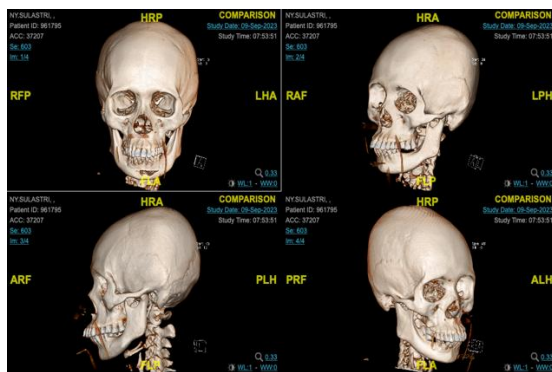 NY.SULASTRI, ,
Patient ID: 961795
ACC: 37207
Se: 603
Im: 1/4
HRP
COMPARISON
Study Date: 09-Sep-2023
Study Time: 07:53:51
RFP
LHA
FLA
0.33
WL:1 - WW:0
NY.SULASTRI, ,
Patient ID: 961795
ACC: 37207
Se: 603
Im: 2/4
HRA
COMPARISON
Study Date: 09-Sep-2023
Study Time: 07:53:51
RAF
LPH
FLP
0.33
WL:1 - WW:0
NY.SULASTRI, ,
Patient ID: 961795
ACC: 37207
Se: 603
Im: 3/4
HRA
COMPARISON
Study Date: 09-Sep-2023
Study Time: 07:53:51
ARF
PLH
FLP
0.33
WL:1 - WW:0
NY.SULASTRI, ,
Patient ID: 961795
ACC: 37207
Se: 603
Im: 4/4
HRP
COMPARISON
Study Date: 09-Sep-2023
Study Time: 07:53:51
PRF
ALH
FLA
0.33
WL:1 - WW:0